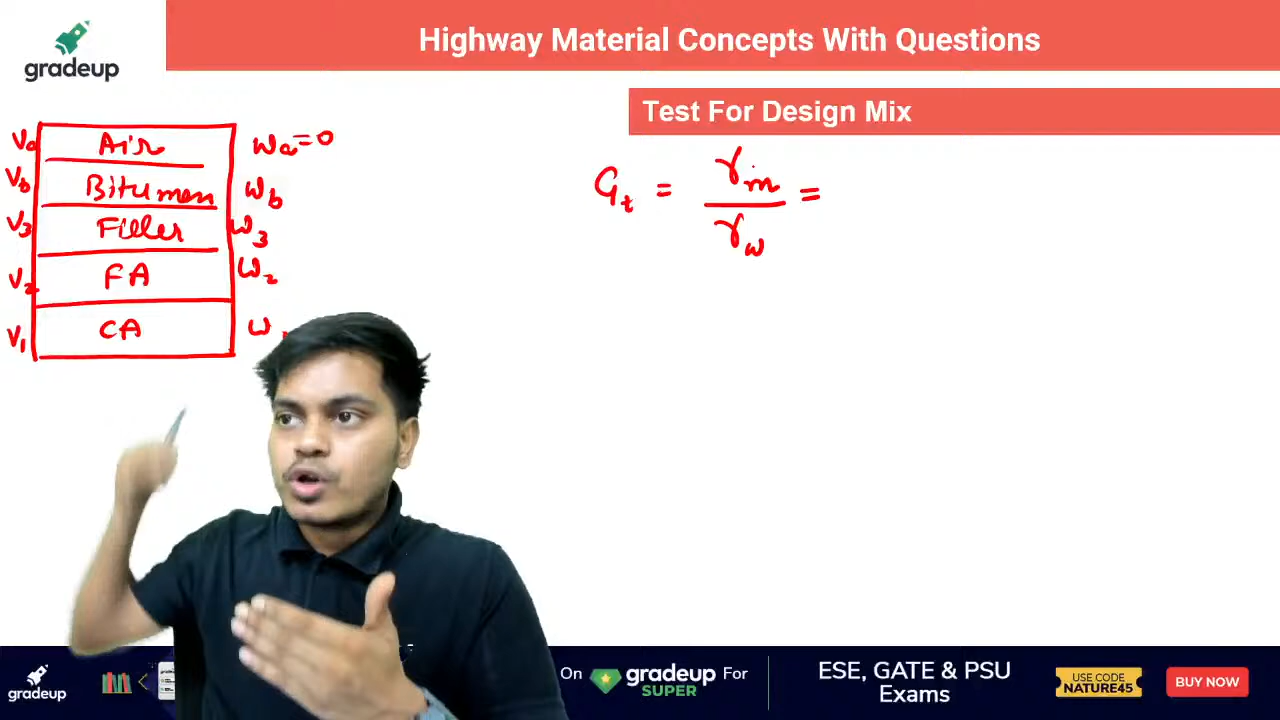 gradeup
Highway Material Concepts With Questions
Test For Design Mix
Va Air Wa=0
Vb Bitumen Wb
V3 Filler W3
V2 FA W2
V1 CA W
Gt = γm / γw =
gradeup
On gradeup SUPER For
ESE, GATE & PSU Exams
USE CODE NATURE45
BUY NOW